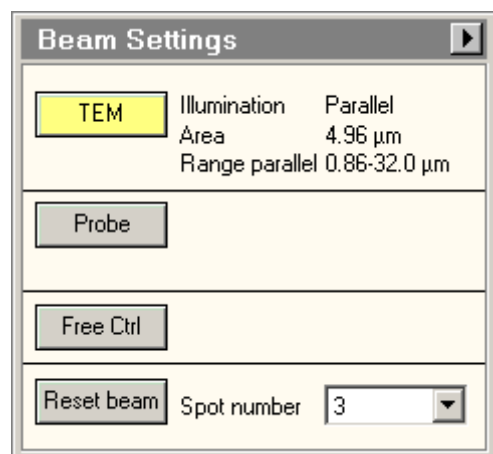 Beam Settings
TEM Illumination Parallel
Area 4.96 µm
Range parallel 0.86-32.0 µm
Probe
Free Ctrl
Reset beam Spot number 3